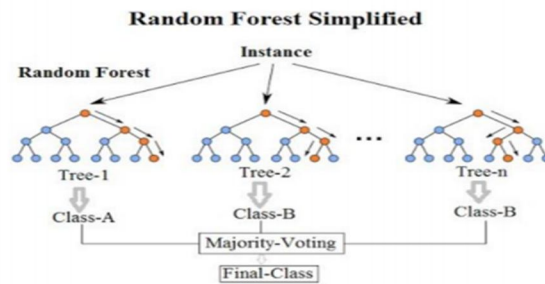 Random Forest Simplified
Instance
Random Forest
...
Tree-1 Tree-2 Tree-n
Class-A Class-B Class-B
Majority-Voting
Final-Class